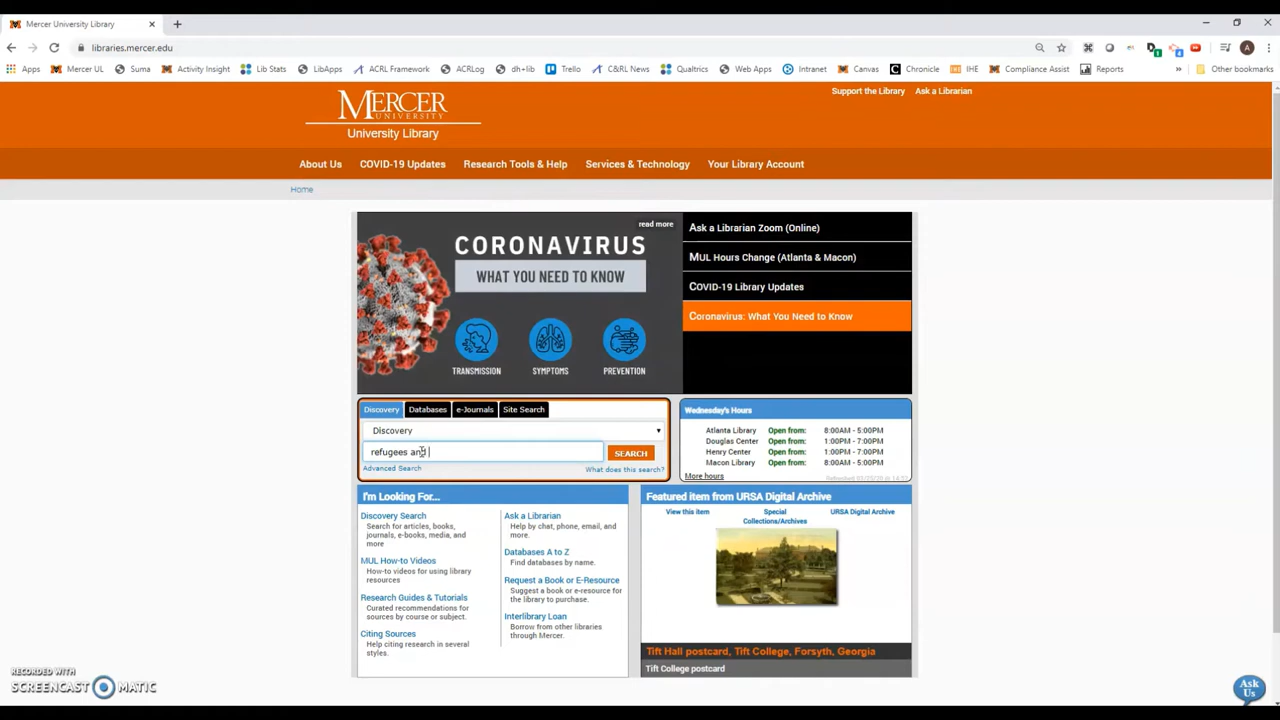 Mercer University Library
libraries.mercer.edu
Apps Mercer UL Suma Activity Insight Lib Stats LibApps ACRL Framework ACRLog dh+lib Trello C&RL News Qualtrics Web Apps Intranet Canvas Chronicle IHE Compliance Assist Reports » Other bookmarks
Support the Library Ask a Librarian
MERCER
UNIVERSITY
University Library
About Us COVID-19 Updates Research Tools & Help Services & Technology Your Library Account
Home
read more
CORONAVIRUS
WHAT YOU NEED TO KNOW
TRANSMISSION SYMPTOMS PREVENTION
Ask a Librarian Zoom (Online)
MUL Hours Change (Atlanta & Macon)
COVID-19 Library Updates
Coronavirus: What You Need to Know
Discovery Databases e-Journals Site Search
Discovery
refugees and
SEARCH
Advanced Search What does this search?
Wednesday's Hours
Atlanta Library Open from: 8:00AM - 5:00PM
Douglas Center Open from: 1:00PM - 7:00PM
Henry Center Open from: 1:00PM - 7:00PM
Macon Library Open from: 8:00AM - 5:00PM
More hours
I'm Looking For...
Discovery Search
Search for articles, books,
journals, e-books, media, and
more
MUL How-to Videos
How-to videos for using library
resources
Research Guides & Tutorials
Curated recommendations for
sources by course or subject.
Citing Sources
Help citing research in several
styles.
Ask a Librarian
Help by chat, phone, email, and
more.
Databases A to Z
Find databases by name.
Request a Book or E-Resource
Suggest a book or e-resource for
the library to purchase.
Interlibrary Loan
Borrow from other libraries
through Mercer.
Featured item from URSA Digital Archive
View this item
Special
Collections/Archives
URSA Digital Archive
Tift Hall postcard, Tift College, Forsyth, Georgia
Tift College postcard
RECORDED WITH
SCREENCAST MATIC
Ask
Us